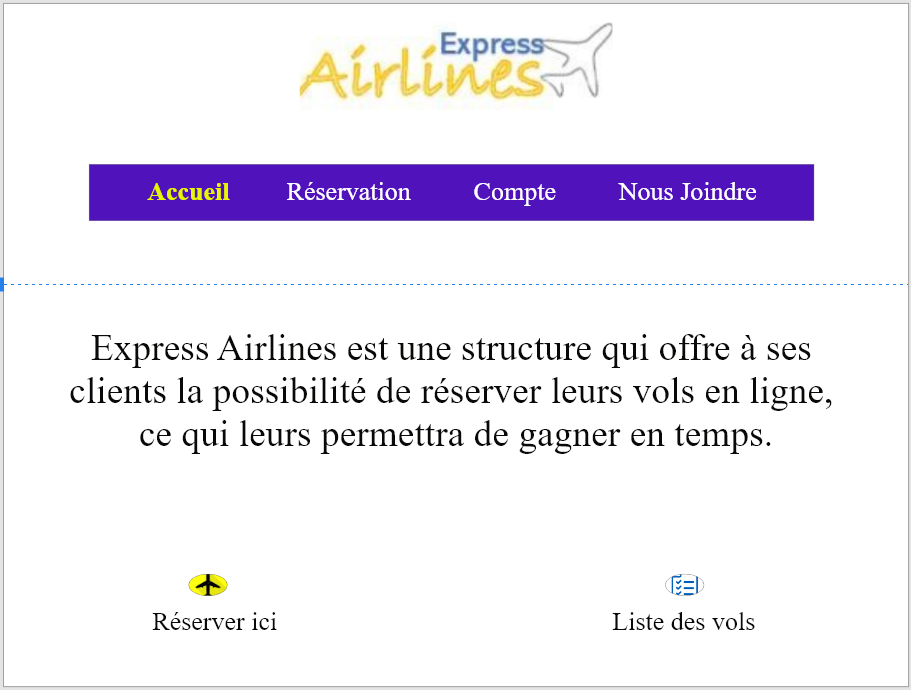 Express
Airlines
Accueil Réservation Compte Nous Joindre
Express Airlines est une structure qui offre à ses
clients la possibilité de réserver leurs vols en ligne,
ce qui leurs permettra de gagner en temps.
Réserver ici Liste des vols